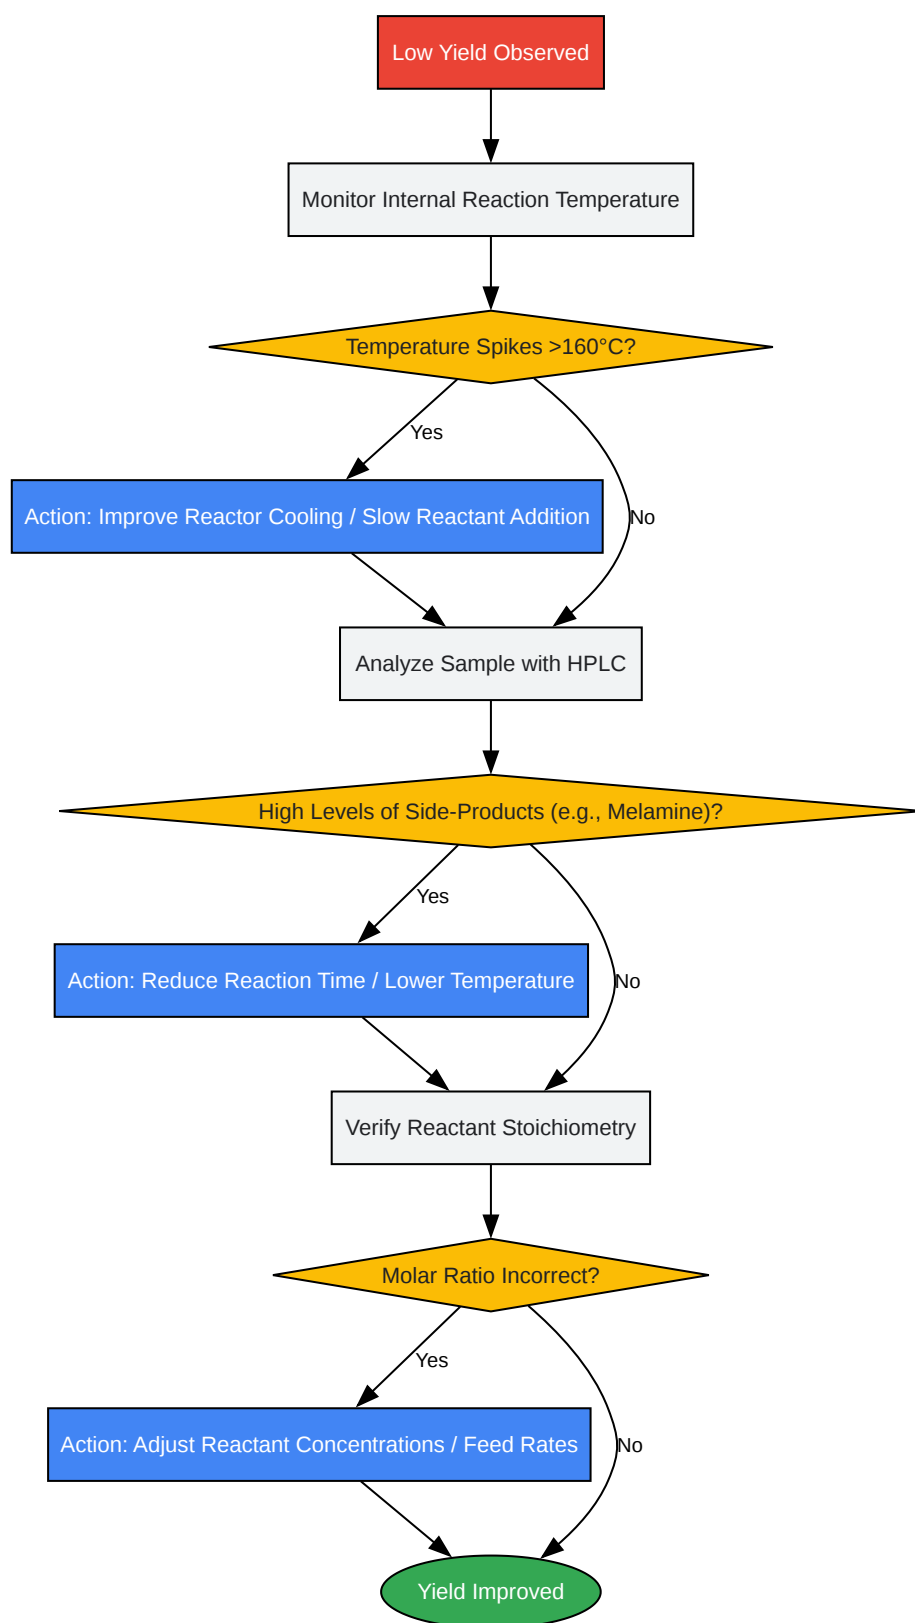 Low Yield Observed
Monitor Internal Reaction Temperature
Temperature Spikes >160°C?
Yes
Action: Improve Reactor Cooling / Slow Reactant Addition
No
Analyze Sample with HPLC
High Levels of Side-Products (e.g., Melamine)?
Yes
Action: Reduce Reaction Time / Lower Temperature
No
Verify Reactant Stoichiometry
Molar Ratio Incorrect?
Yes
Action: Adjust Reactant Concentrations / Feed Rates
No
Yield Improved